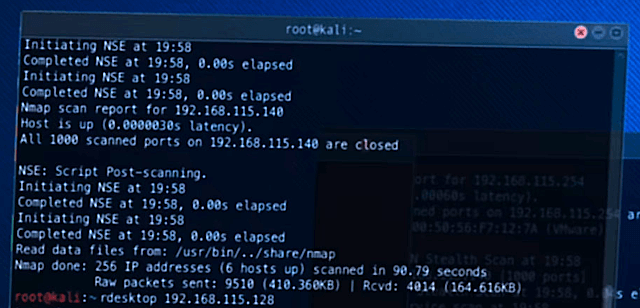 root@kali:~
Initiating NSE at 19:58
Completed NSE at 19:58, 0.00s elapsed
Initiating NSE at 19:58
Completed NSE at 19:58, 0.00s elapsed
Nmap scan report for 192.168.115.140
Host is up (0.0000030s latency).
All 1000 scanned ports on 192.168.115.140 are closed
NSE: Script Post-scanning.
Initiating NSE at 19:58
Completed NSE at 19:58, 0.00s elapsed
Initiating NSE at 19:58
Completed NSE at 19:58, 0.00s elapsed
Read data files from: /usr/bin/../share/nmap
Nmap done: 256 IP addresses (6 hosts up) scanned in 90.79 seconds
Raw packets sent: 9510 (410.360KB) | Rcvd: 4014 (164.616KB)
root@kali:~ rdesktop 192.168.115.128
ort for 192.168.115.254
.00060s latency).
ned ports on 192.168.115.254 ar
00:50:56:F7:12:7A (VMware)
N Stealth Scan at 19:58
[1000 ports]